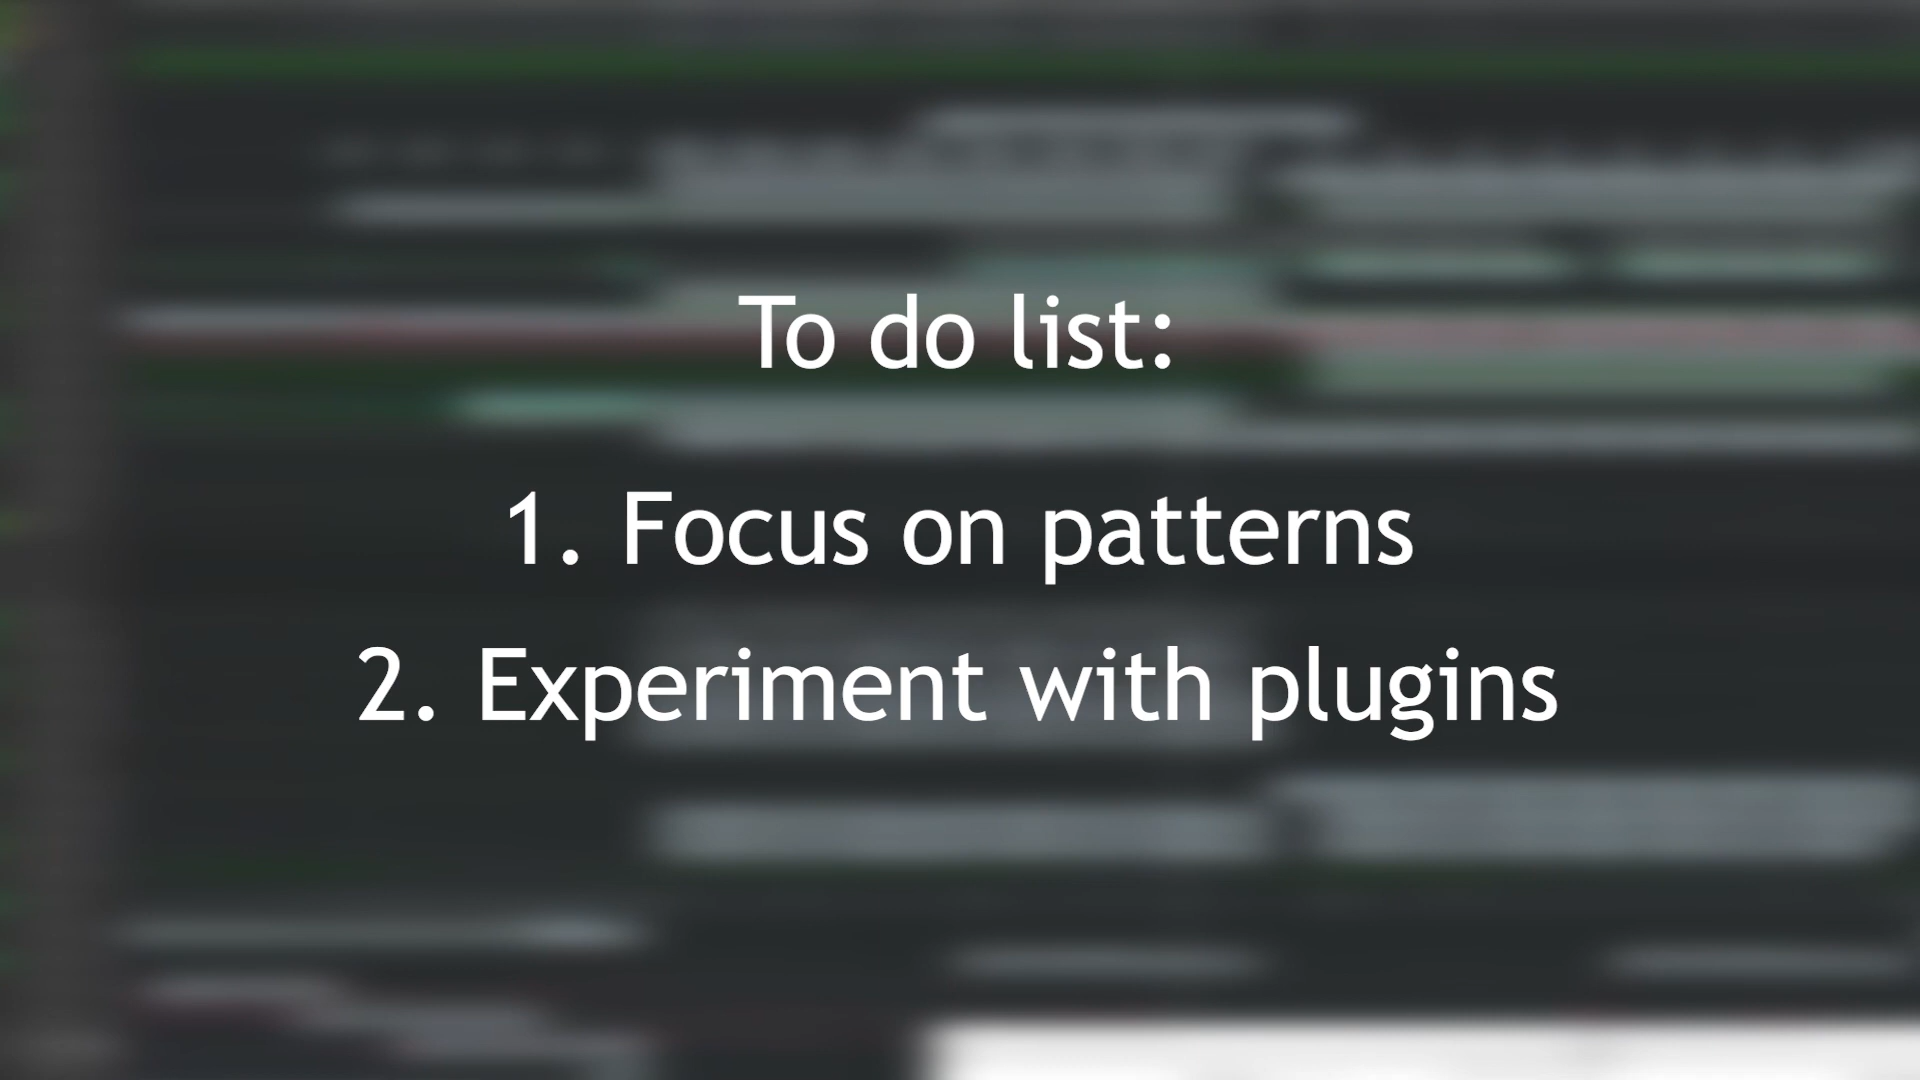 To do list:
1. Focus on patterns
2. Experiment with plugins